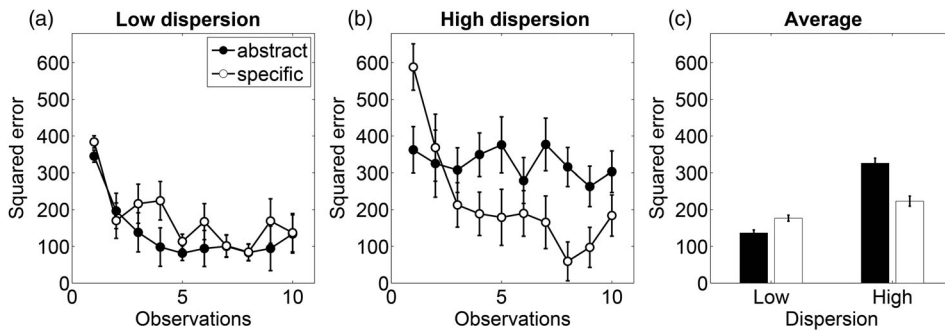 (a) Low dispersion
Squared error
600
500
400
300
200
100
0
0 5 10
Observations
abstract
specific
(b) High dispersion
Squared error
600
500
400
300
200
100
0
0 5 10
Observations
(c) Average
Squared error
600
500
400
300
200
100
0
Low High
Dispersion